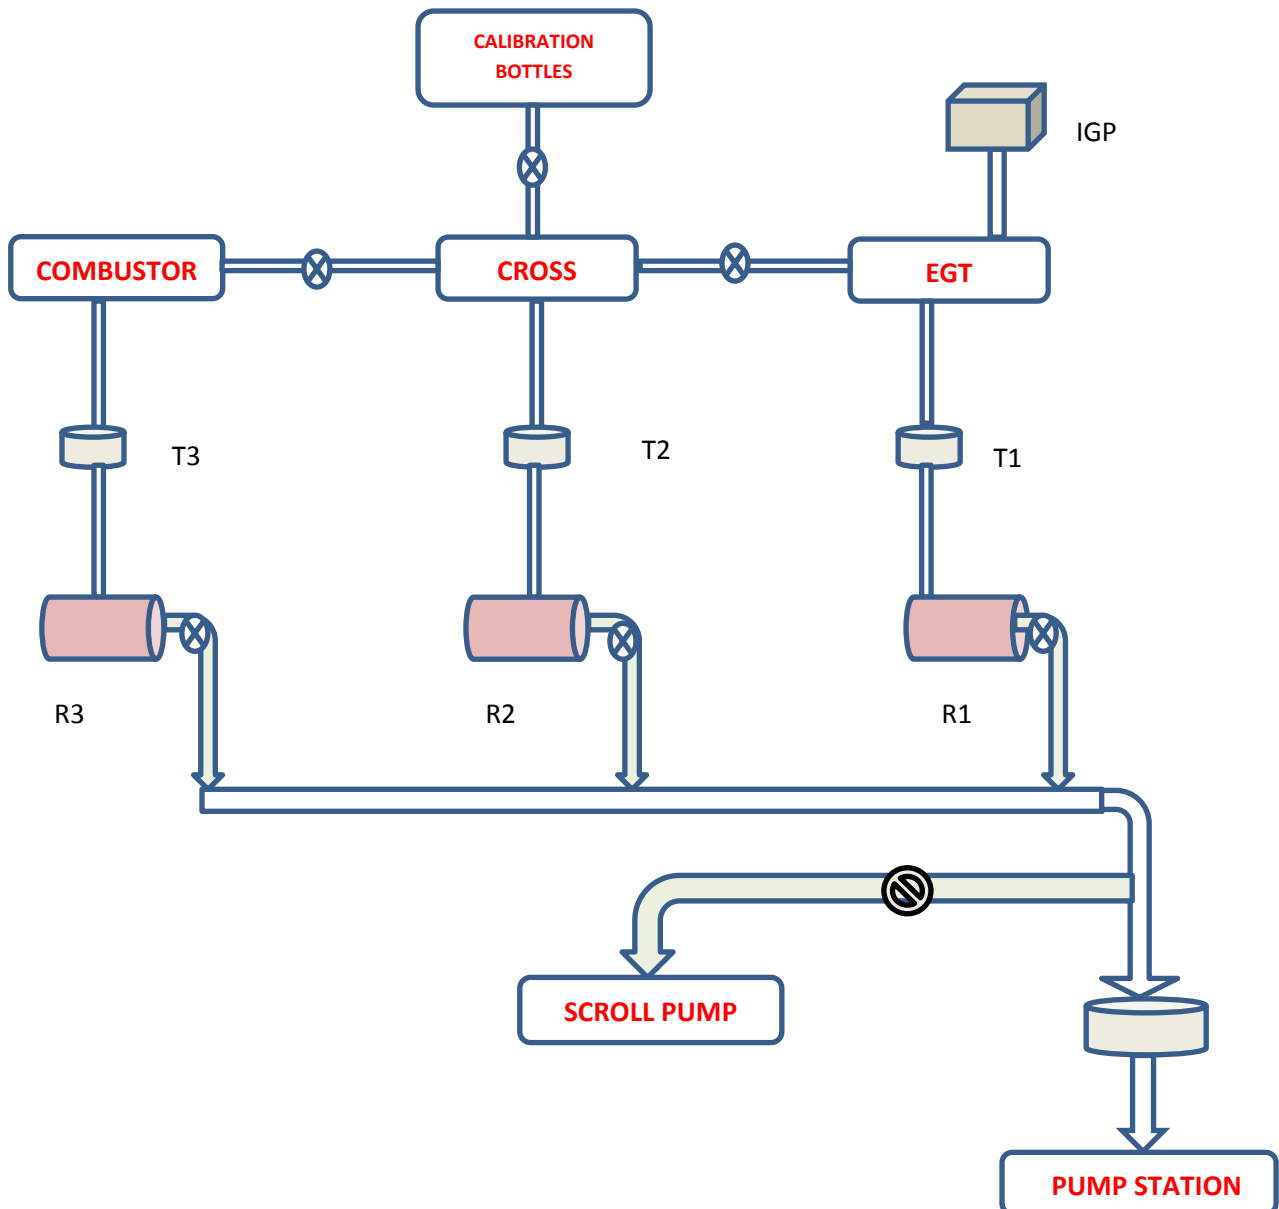 CALIBRATION
BOTTLES
IGP
COMBUSTOR
CROSS
EGT
T3
T2
T1
R3
R2
R1
SCROLL PUMP
PUMP STATION